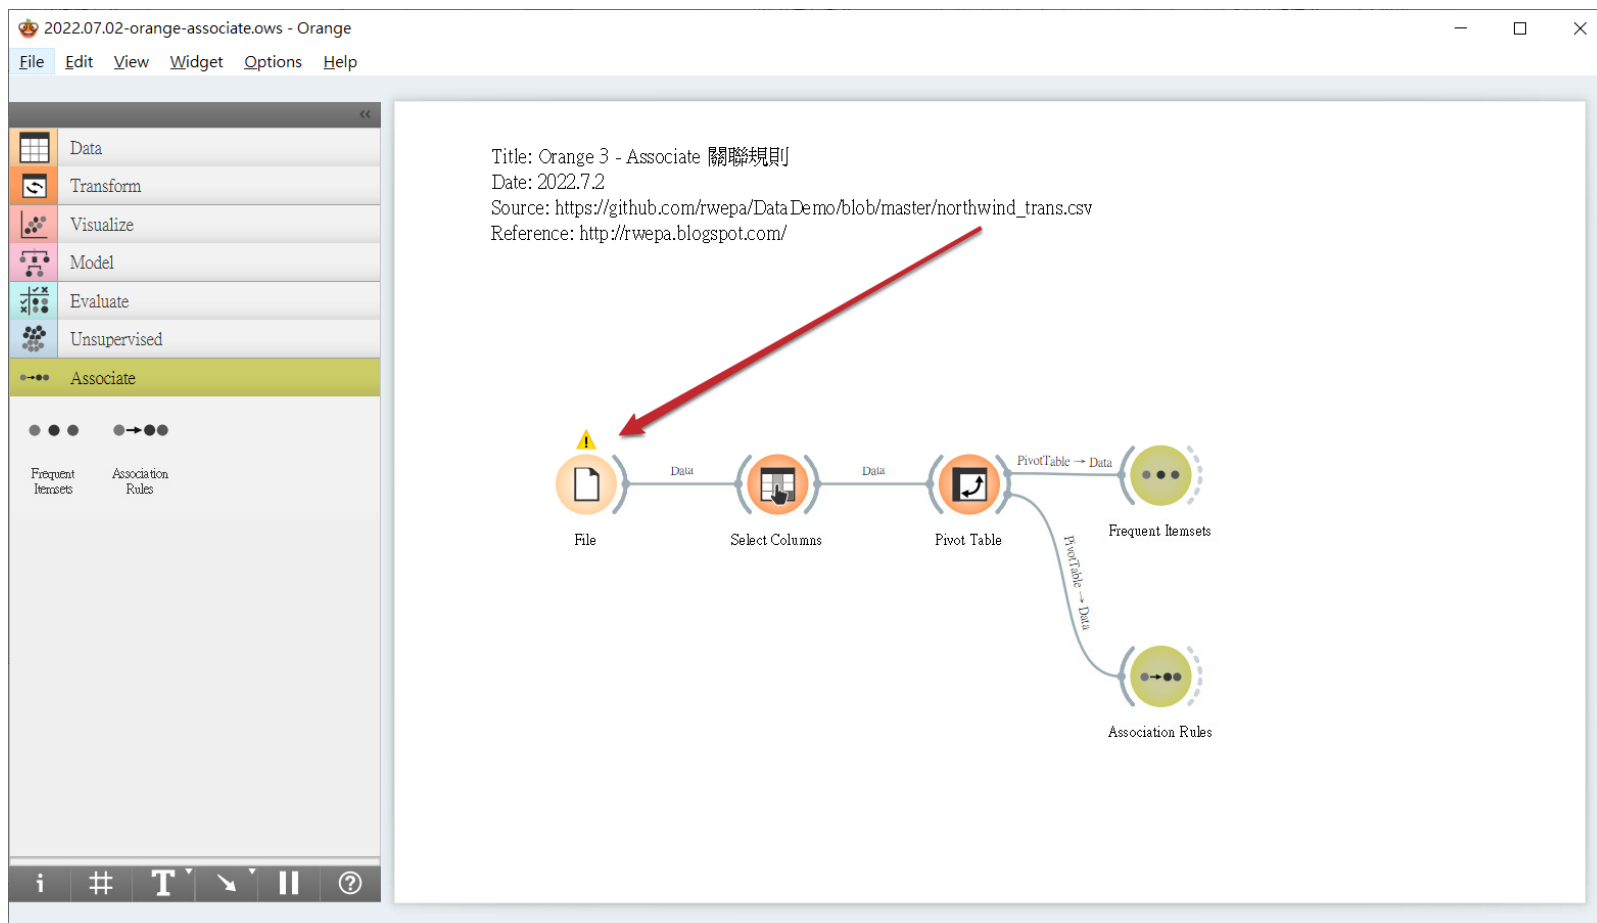 2022.07.02-orange-associate.ows - Orange
File Edit View Widget Options Help
Data
Transform
Visualize
Model
Evaluate
Unsupervised
Associate
Frequent Itemsets
Association Rules
Title: Orange 3 - Associate 關聯規則
Date: 2022.7.2
Source: https://github.com/rwepa/DataDemo/blob/master/northwind_trans.csv
Reference: http://rwepa.blogspot.com/
Data
Data
PivotTable → Data
File
Select Columns
Pivot Table
Frequent Itemsets
PivotTable → Data
Association Rules